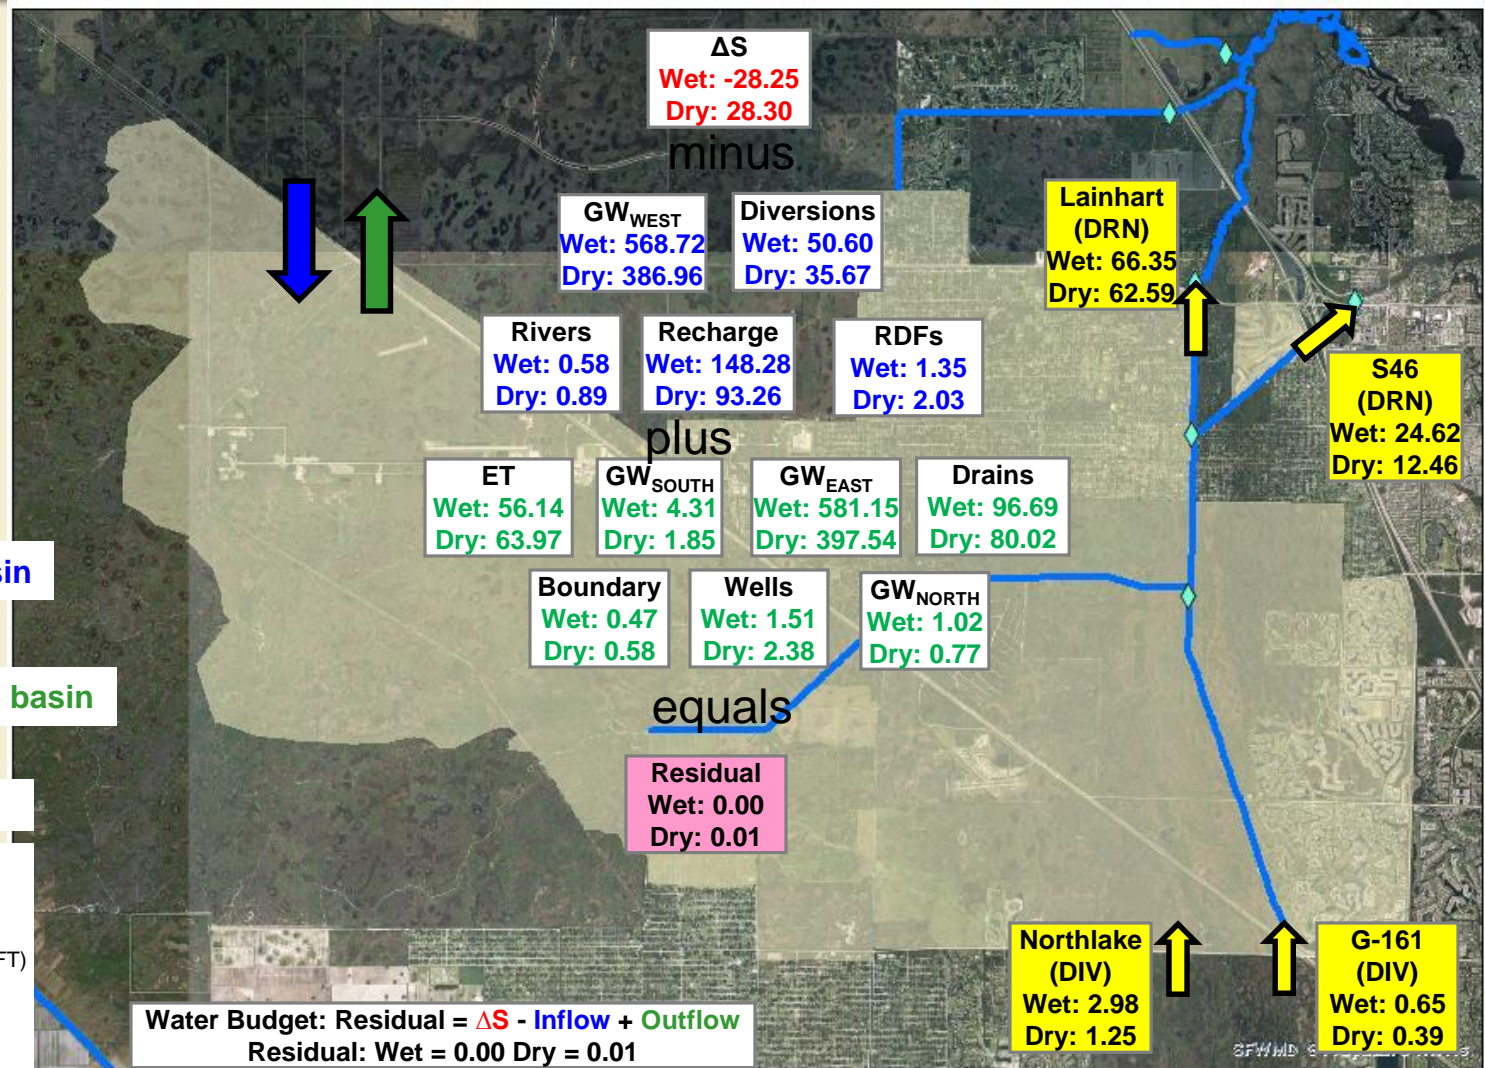 ΔS
Wet: -28.25
Dry: 28.30
minus
GWWEST
Wet: 568.72
Dry: 386.96
Diversions
Wet: 50.60
Dry: 35.67
Lainhart
(DRN)
Wet: 66.35
Dry: 62.59
Rivers
Wet: 0.58
Dry: 0.89
Recharge
Wet: 148.28
Dry: 93.26
RDFs
Wet: 1.35
Dry: 2.03
S46
(DRN)
Wet: 24.62
Dry: 12.46
plus
ET
Wet: 56.14
Dry: 63.97
GWSOUTH
Wet: 4.31
Dry: 1.85
GWEAST
Wet: 581.15
Dry: 397.54
Drains
Wet: 96.69
Dry: 80.02
Boundary
Wet: 0.47
Dry: 0.58
Wells
Wet: 1.51
Dry: 2.38
GWNORTH
Wet: 1.02
Dry: 0.77
basin
equals
Residual
Wet: 0.00
Dry: 0.01
Northlake
(DIV)
Wet: 2.98
Dry: 1.25
G-161
(DIV)
Wet: 0.65
Dry: 0.39
Water Budget: Residual = ΔS - Inflow + Outflow
Residual: Wet = 0.00 Dry = 0.01
SFWMD